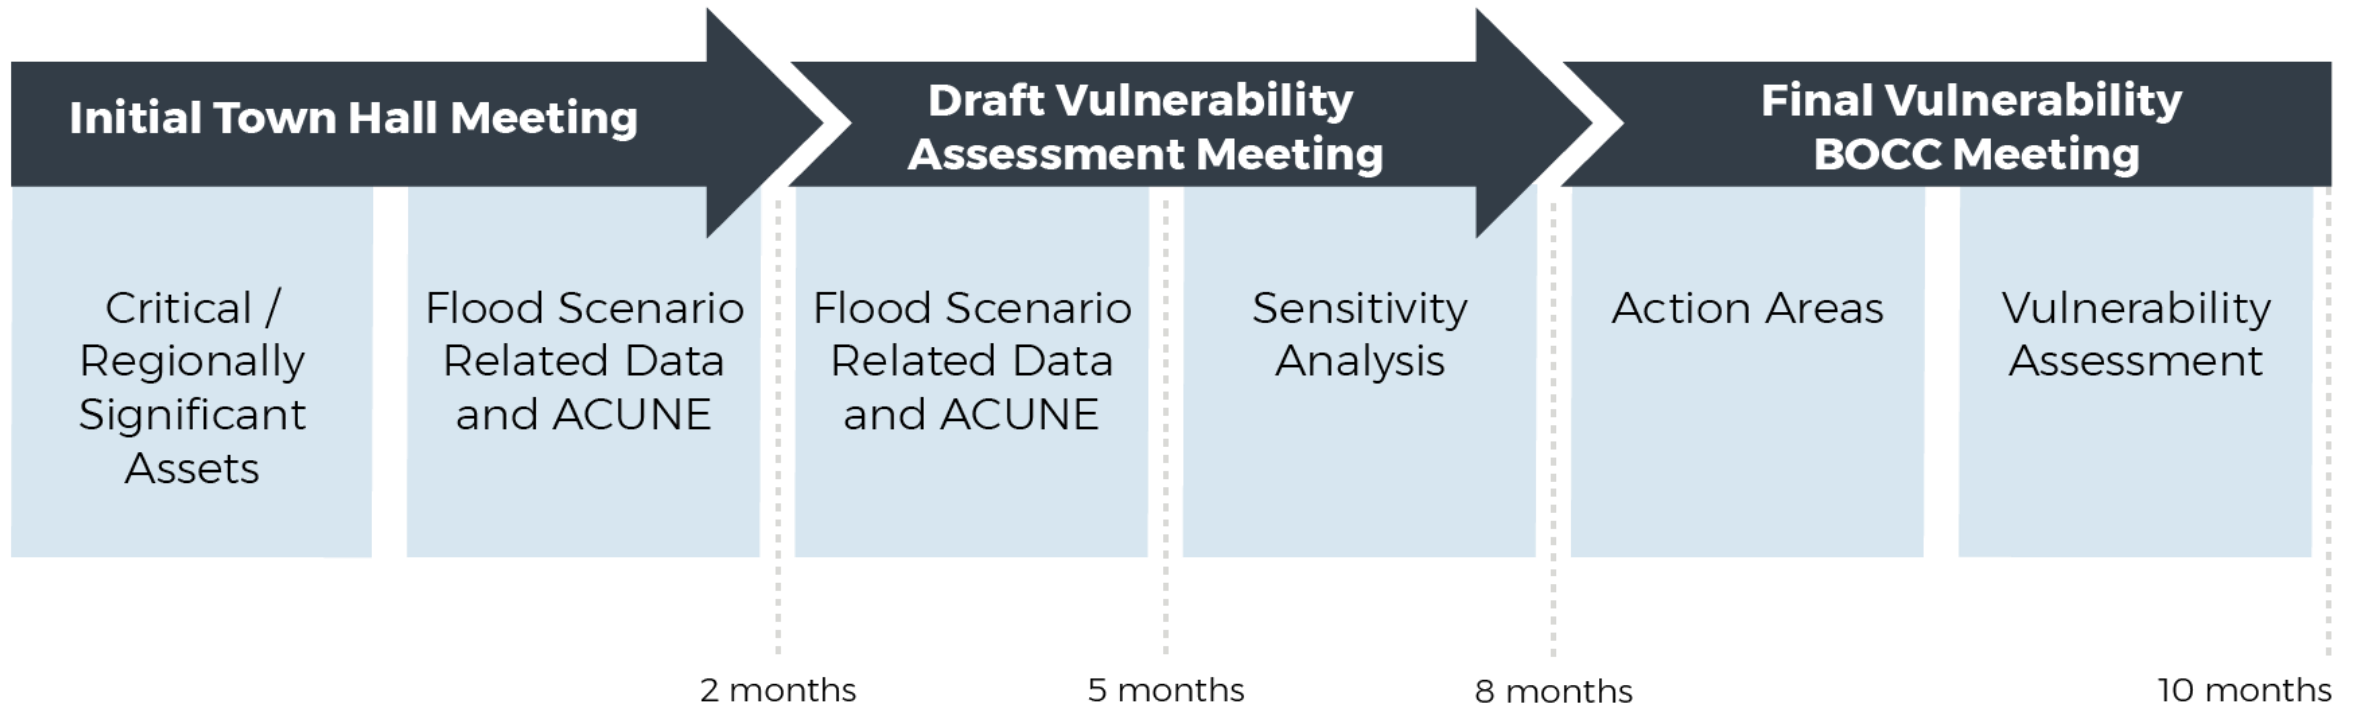 Initial Town Hall Meeting
Draft Vulnerability
Assessment Meeting
Final Vulnerability
BOCC Meeting
Critical /
Regionally
Significant
Assets
Flood Scenario
Related Data
and ACUNE
Flood Scenario
Related Data
and ACUNE
Sensitivity
Analysis
Action Areas
Vulnerability
Assessment
2 months
5 months
8 months
10 months